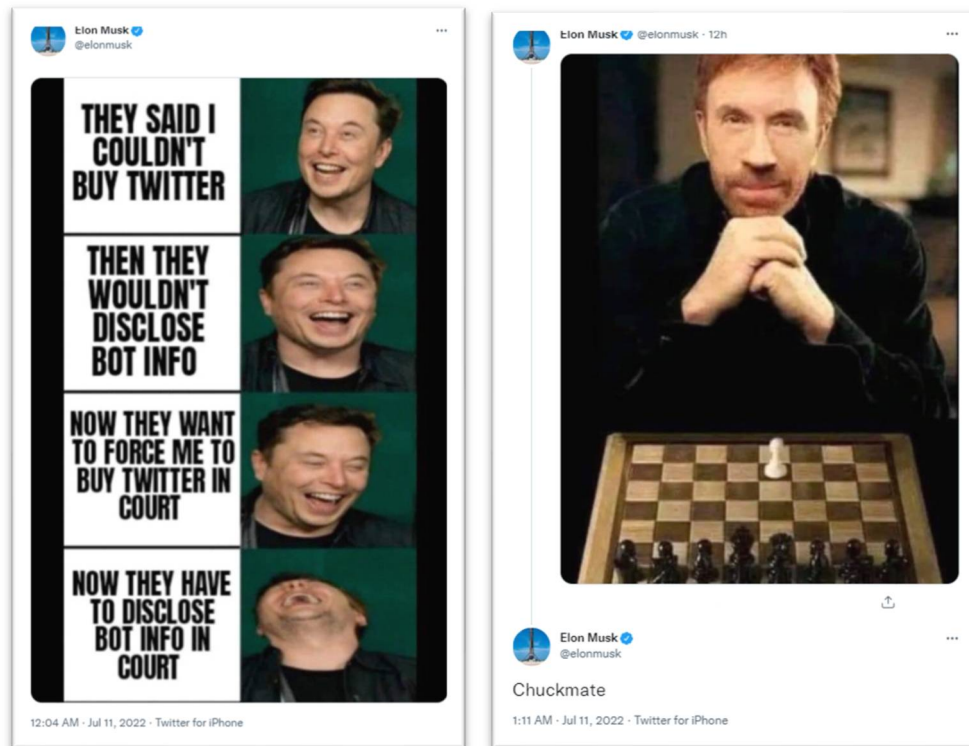 Elon Musk
@elonmusk
THEY SAID I
COULDN'T
BUY TWITTER
THEN THEY
WOULDN'T
DISCLOSE
BOT INFO
NOW THEY WANT
TO FORCE ME TO
BUY TWITTER IN
COURT
NOW THEY HAVE
TO DISCLOSE
BOT INFO IN
COURT
12:04 AM · Jul 11, 2022 · Twitter for iPhone
Elon Musk @elonmusk · 12h
Elon Musk
@elonmusk
Chuckmate
1:11 AM · Jul 11, 2022 · Twitter for iPhone